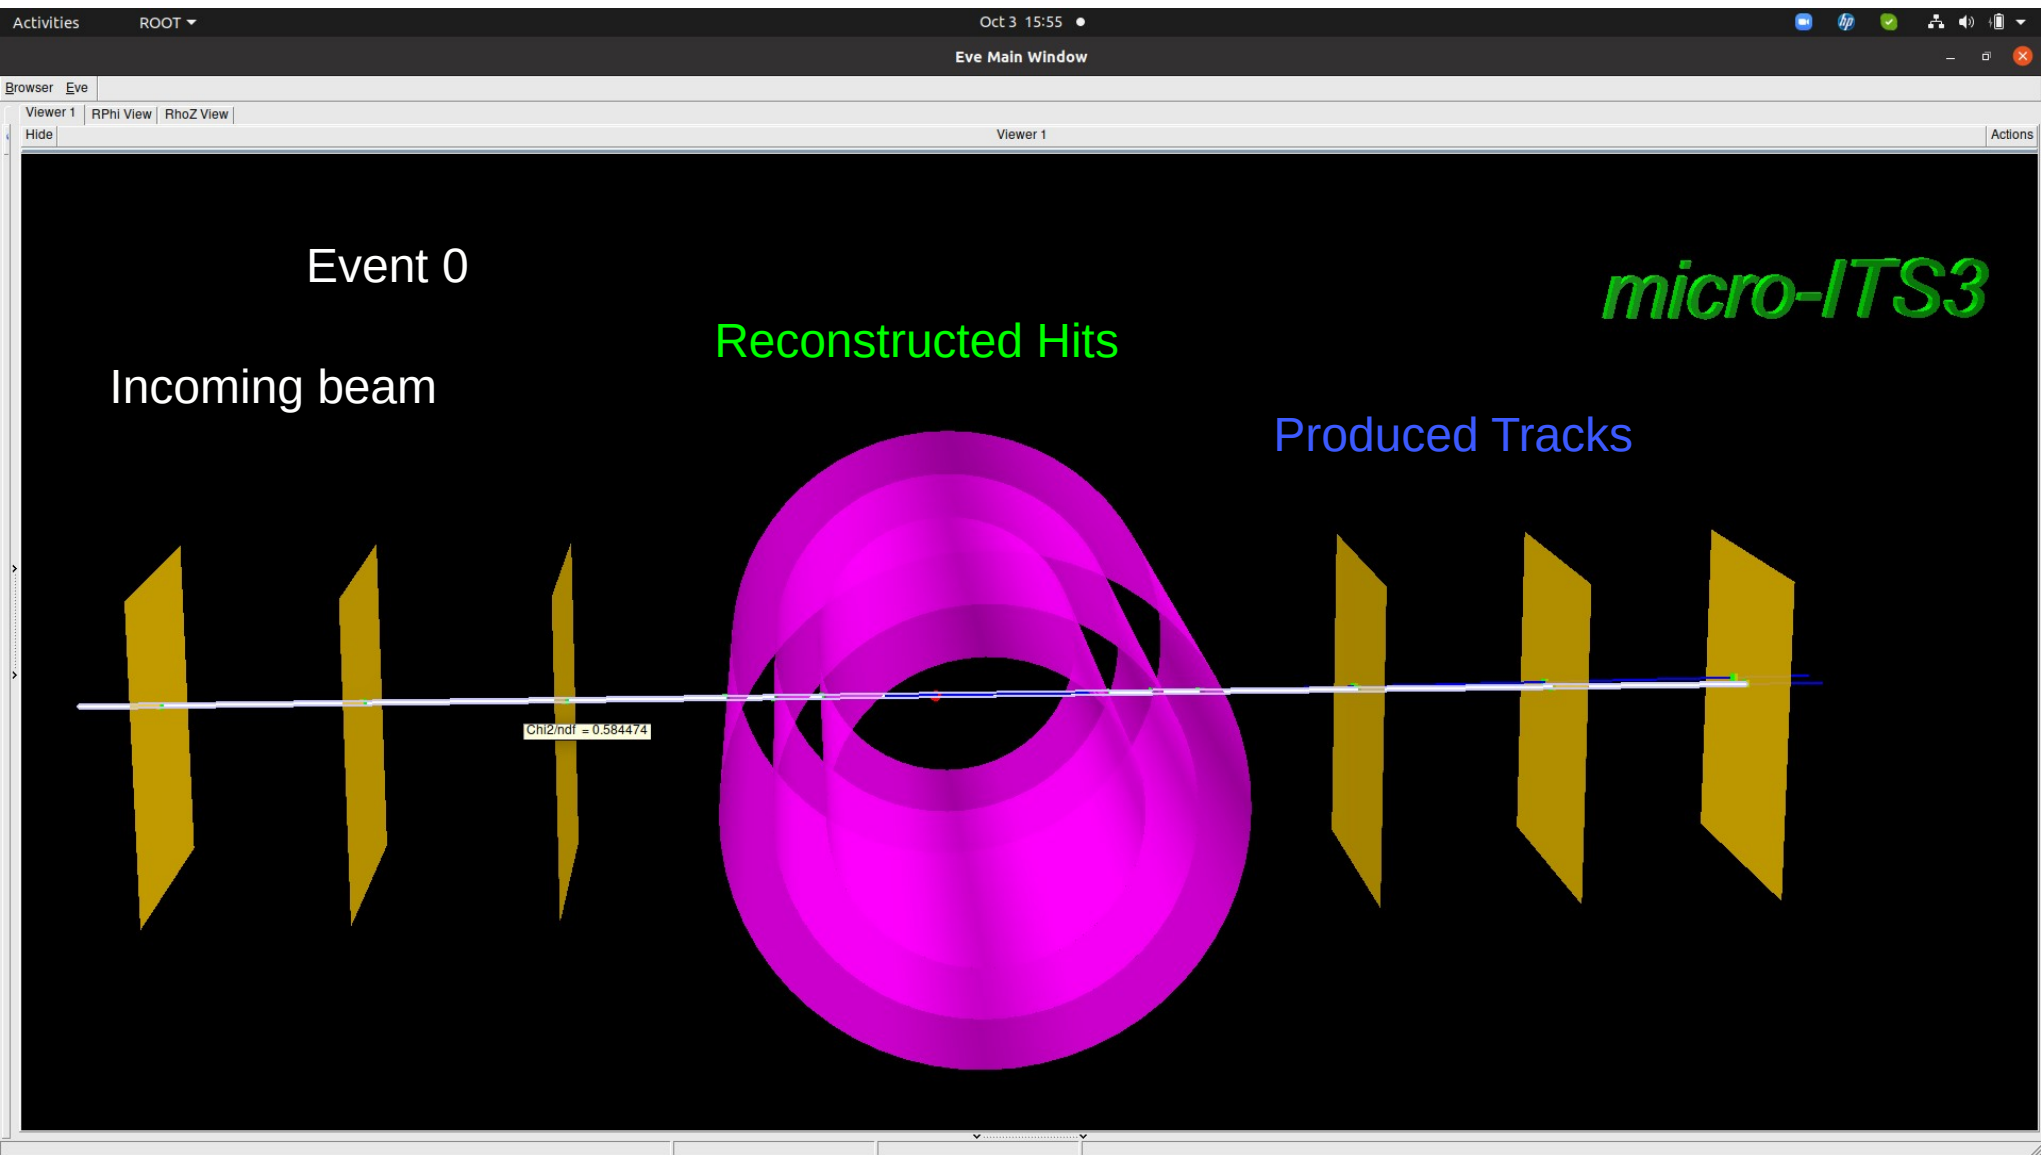 Activities ROOT Oct 3 15:55
Eve Main Window
Browser Eve
Viewer 1 RPhi View RhoZ View
Hide Viewer 1 Actions
Event 0
micro-ITS3
Reconstructed Hits
Incoming beam
Produced Tracks
Chi2/ndf = 0.584474